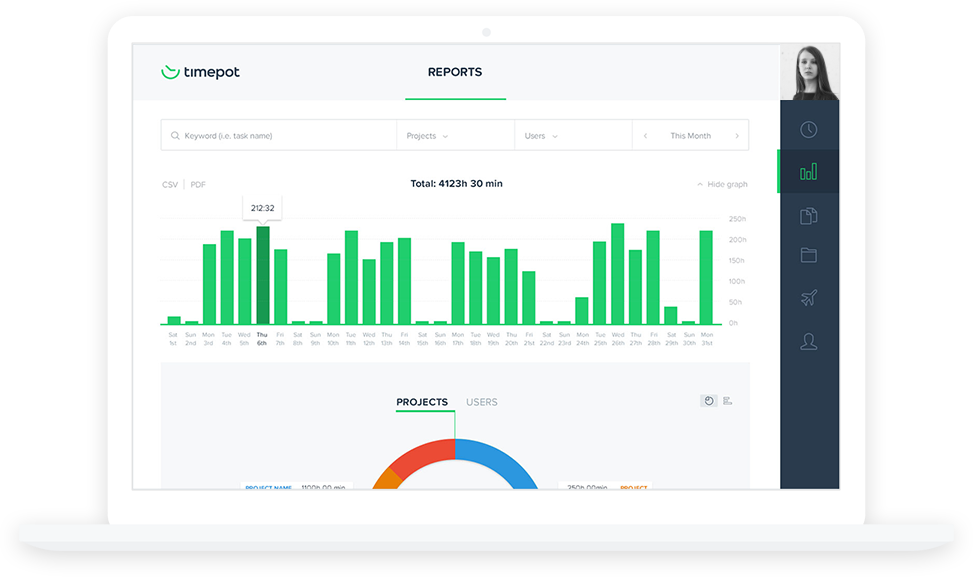 timepot
REPORTS
Keyword (i.e. task name)
Projects
Users
This Month
CSV | PDF
Total: 4123h 30 min
Hide graph
212:32
250h
200h
150h
100h
50h
0h
Sat Sun Mon Tue Wed Thu Fri Sat Sun Mon Tue Wed Thu Fri Sat Sun Mon Tue Wed Thu Fri Sat Sun Mon Tue Wed Thu Fri Sat Sun Mon
1st 2nd 3rd 4th 5th 6th 7th 8th 9th 10th 11th 12th 13th 14th 15th 16th 17th 18th 19th 20th 21st 22nd 23rd 24th 25th 26th 27th 28th 29th 30th 31st
PROJECTS USERS
PROJECT NAME 1100h 00 min 250h 00min PROJECT